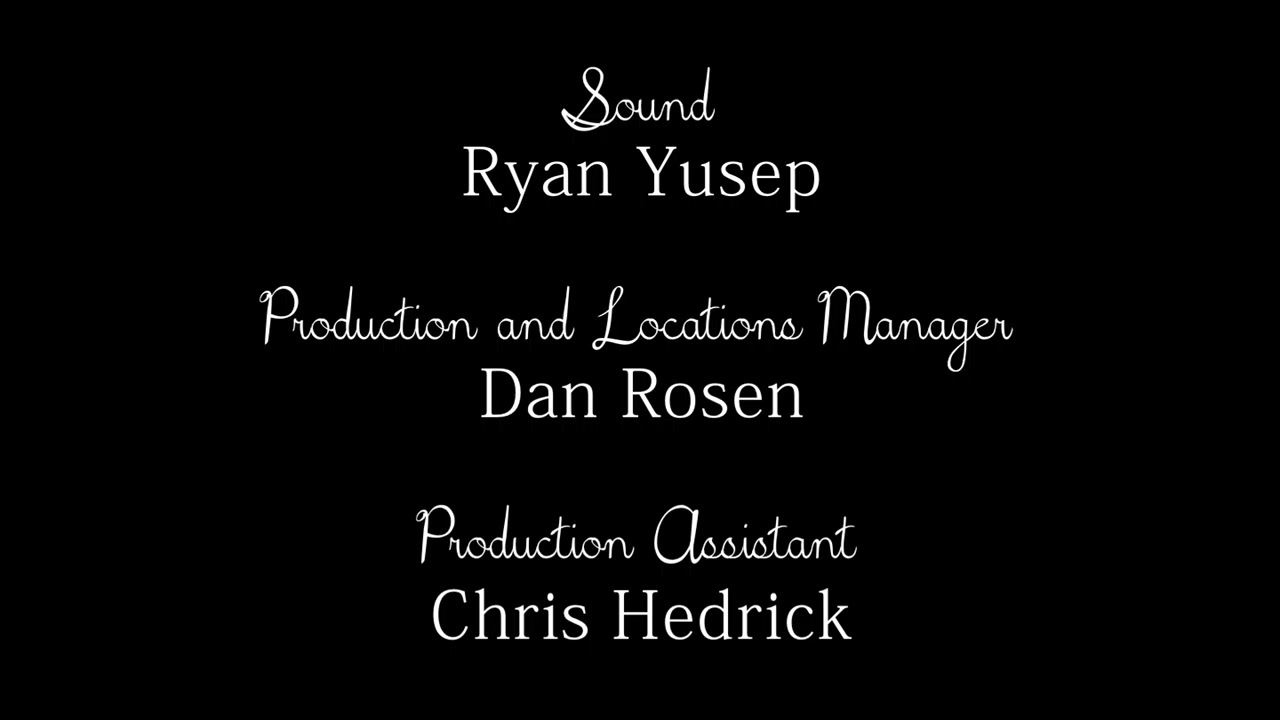 Sound
Ryan Yusep
Production and Locations Manager
Dan Rosen
Production Assistant
Chris Hedrick